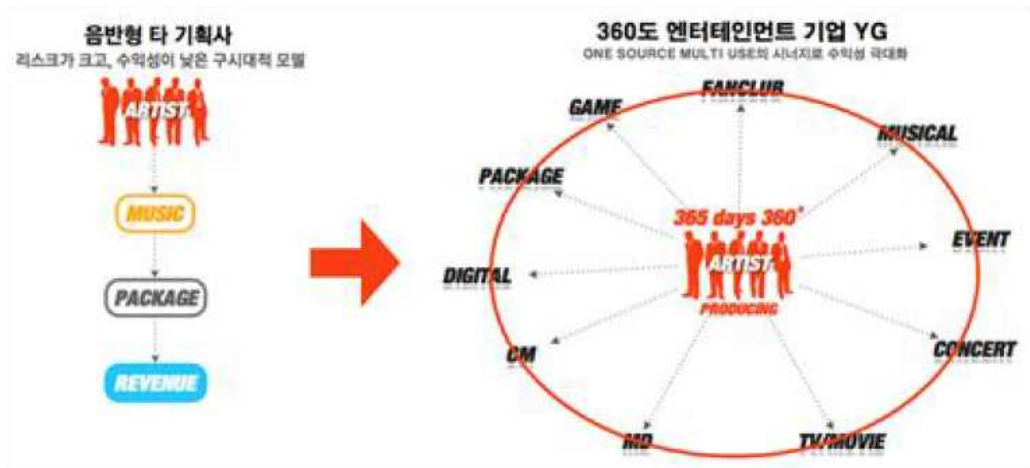 음반형 타 기획사
리스크가 크고, 수익성이 낮은 구시대적 모델
ARTIST
MUSIC
PACKAGE
REVENUE
360도 엔터테인먼트 기업 YG
ONE SOURCE MULTI USE의 시너지로 수익성 극대화
FANCLUB
GAME
MUSICAL
PACKAGE
365 days 360°
EVENT
ARTIST
DIGITAL
PRODUCING
CM
CONCERT
MD
TV/MOVIE